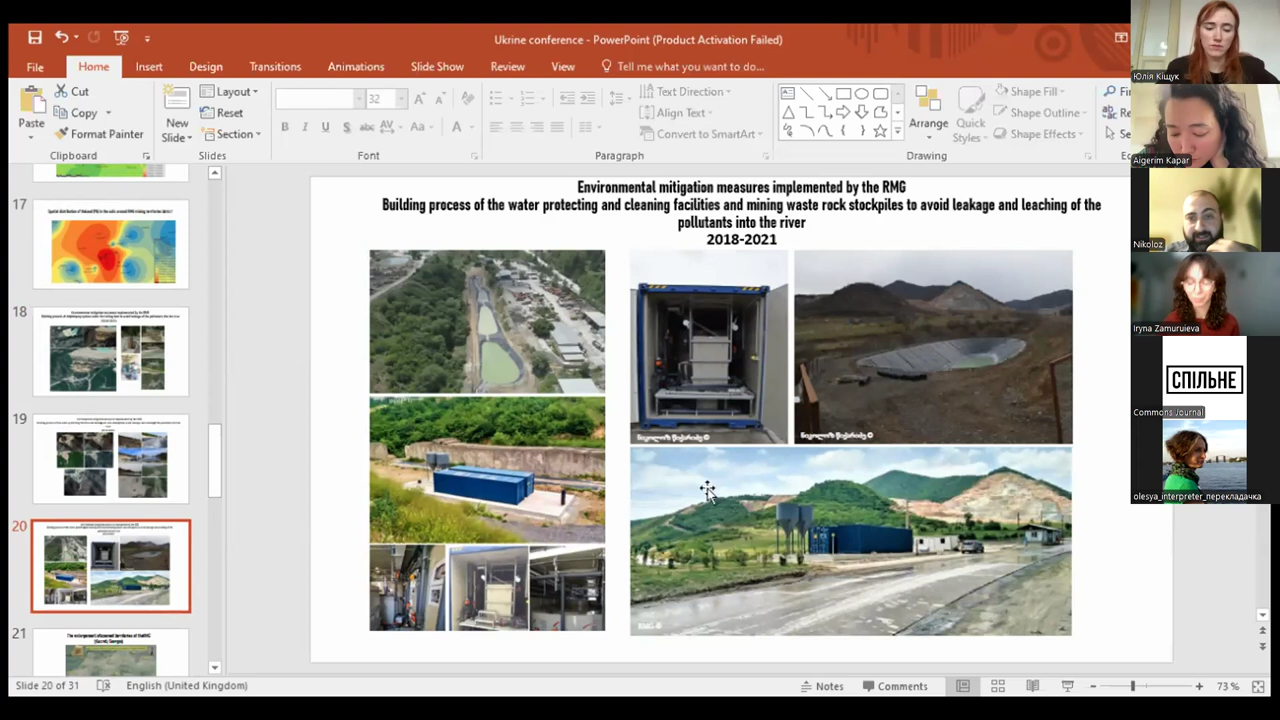 Ukrine conference - PowerPoint (Product Activation Failed)
File
Home
Insert
Design
Transitions
Animations
Slide Show
Review
View
Tell me what you want to do...
Paste
Cut
Copy
Format Painter
Clipboard
New
Slide
Layout
Reset
Section
Slides
32
Font
Text Direction
Align Text
Convert to SmartArt
Paragraph
Arrange
Quick
Styles
Shape Fill
Shape Outline
Shape Effects
Drawing
17
18
19
20
21
Environmental mitigation measures implemented by the RMG
Building process of the water protecting and cleaning facilities and mining waste rock stockpiles to avoid leakage and leaching of the
pollutants into the river
2018-2021
RMG ©
Slide 20 of 31
English (United Kingdom)
Notes
Comments
73 %
Юлія Кіщук
Aigerim Kapar
Nikoloz
Iryna Zamuruieva
СПІЛЬНЕ
Commons Journal
olesya_interpreter_перекладачка